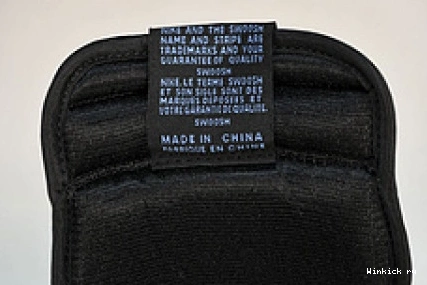 NIKE AND THE SWOOSH
NAME AND STRIPE ARE
TRADEMARKS AND YOUR
GUARANTEE OF QUALITY
SWOOSH
NIKE, LE TERME SWOOSH
ET SON SIGLE SONT DES
MARQUES DEPOSEES ET
VOTRE GARANTIE DE QUALITE.
SWOOSH
MADE IN CHINA
FABRIQUE EN CHINE
Winkick.ru